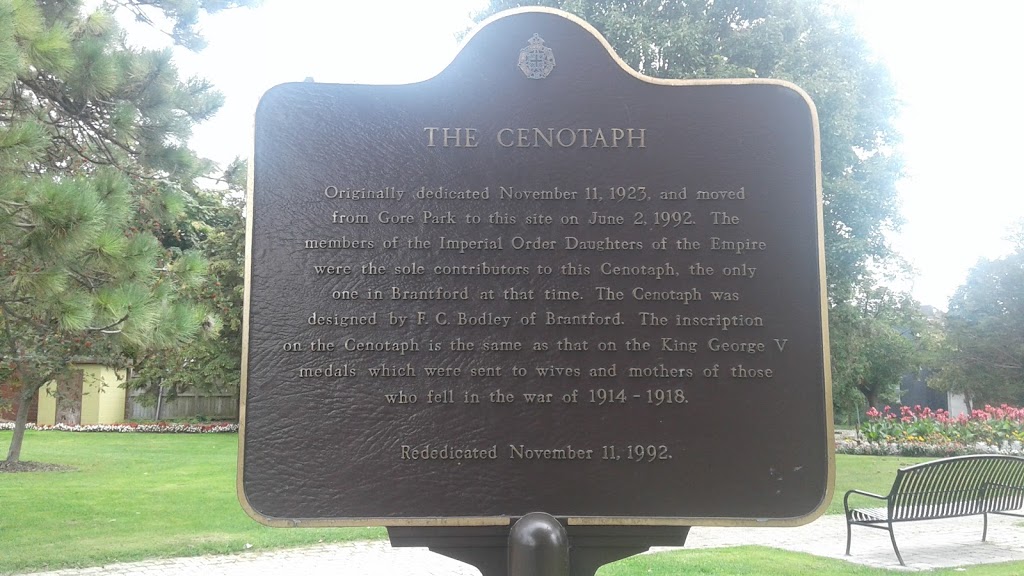 THE CENOTAPH
Originally dedicated November 11, 1923, and moved
from Gore Park to this site on June 2, 1992. The
members of the Imperial Order Daughters of the Empire
were the sole contributors to this Cenotaph, the only
one in Brantford at that time. The Cenotaph was
designed by F. C. Bodley of Brantford. The inscription
on the Cenotaph is the same as that on the King George V
medals which were sent to wives and mothers of those
who fell in the war of 1914 - 1918.
Rededicated November 11, 1992.